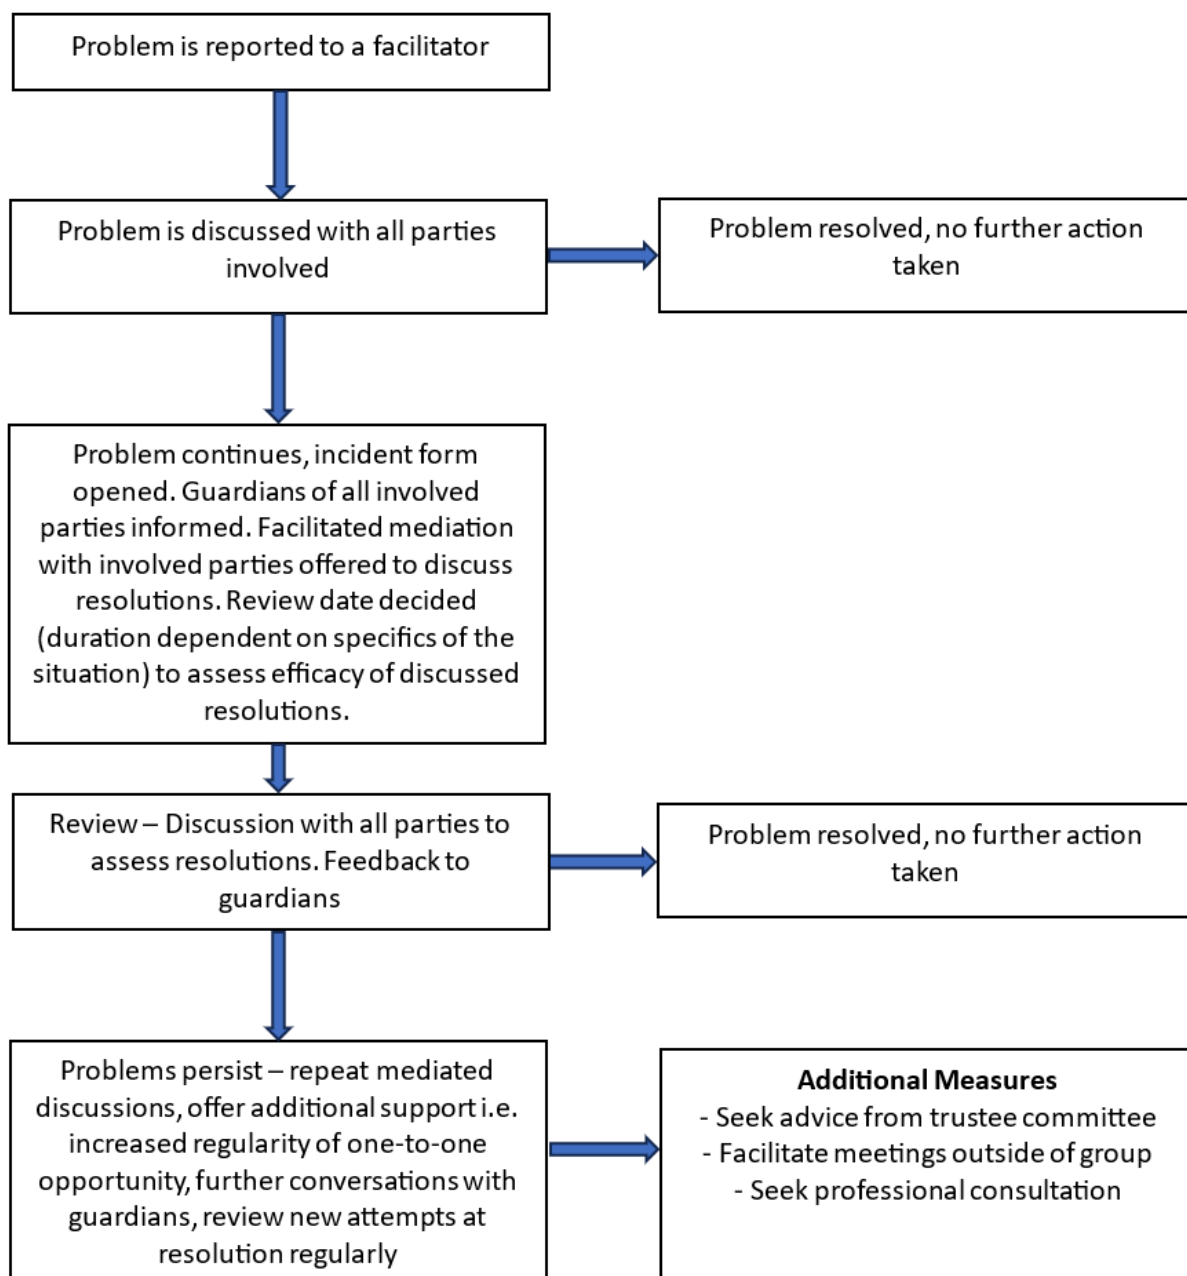 Problem is reported to a facilitator
Problem is discussed with all parties
involved
Problem resolved, no further action
taken
Problem continues, incident form
opened. Guardians of all involved
parties informed. Facilitated mediation
with involved parties offered to discuss
resolutions. Review date decided
(duration dependent on specifics of the
situation) to assess efficacy of discussed
resolutions.
Review – Discussion with all parties to
assess resolutions. Feedback to
guardians
Problem resolved, no further action
taken
Problems persist – repeat mediated
discussions, offer additional support i.e.
increased regularity of one-to-one
opportunity, further conversations with
guardians, review new attempts at
resolution regularly
Additional Measures
- Seek advice from trustee committee
- Facilitate meetings outside of group
- Seek professional consultation